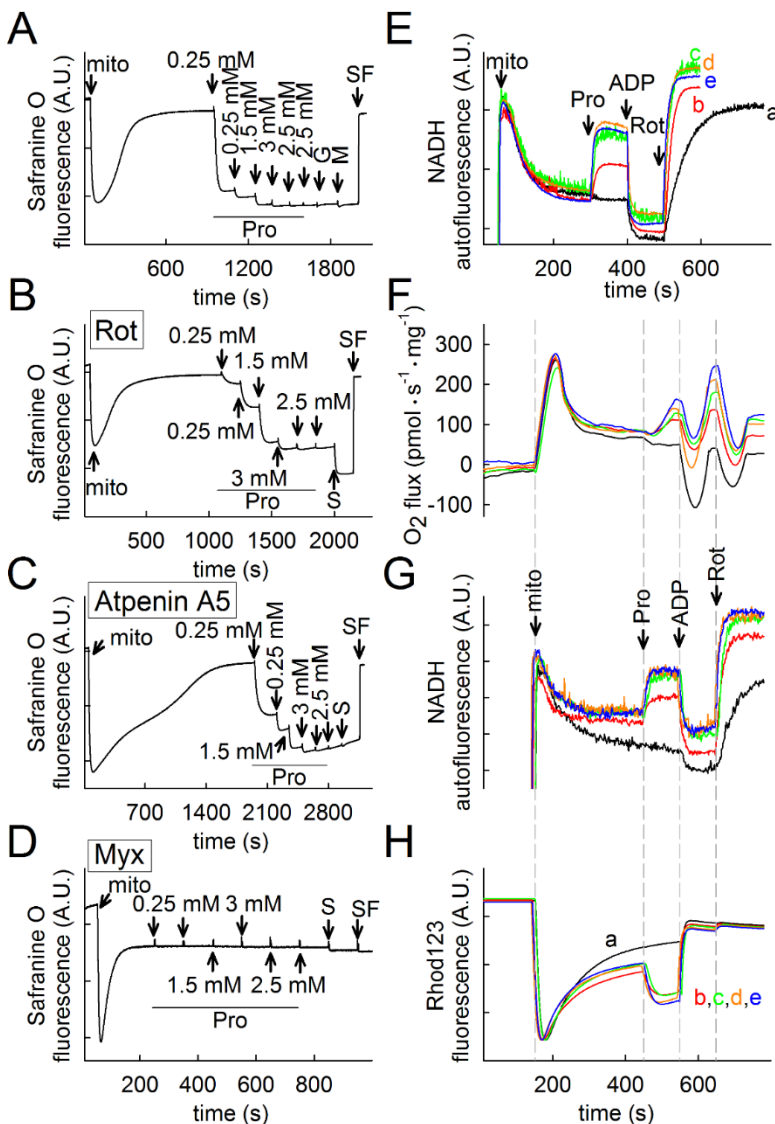 A
mito
0.25 mM
0.25 mM
1.5 mM
3 mM
2.5 mM
2.5 mM
G
M
SF
Pro
Safranine O
fluorescence (A.U.)
600 1200 1800
time (s)
B
Rot
0.25 mM
1.5 mM
2.5 mM
SF
mito
0.25 mM
3 mM
S
Pro
Safranine O
fluorescence (A.U.)
500 1000 1500 2000
time (s)
C
Atpenin A5
mito
0.25 mM
0.25 mM
3 mM
2.5 mM
S
SF
1.5 mM
Pro
Safranine O
fluorescence (A.U.)
700 1400 2100 2800
time (s)
D
Myx
mito
0.25 mM
3 mM
S
SF
1.5 mM
2.5 mM
Pro
Safranine O
fluorescence (A.U.)
200 400 600 800
time (s)
E
mito
Pro
ADP
Rot
c
d
e
b
a
NADH
autofluorescence (A.U.)
200 400 600
time (s)
F
300
200
100
0
-100
O2 flux (pmol · s-1 · mg-1)
G
mito
Pro
ADP
Rot
NADH
autofluorescence (A.U.)
H
a
b,c,d,e
Rhod123
fluorescence (A.U.)
200 400 600
time (s)